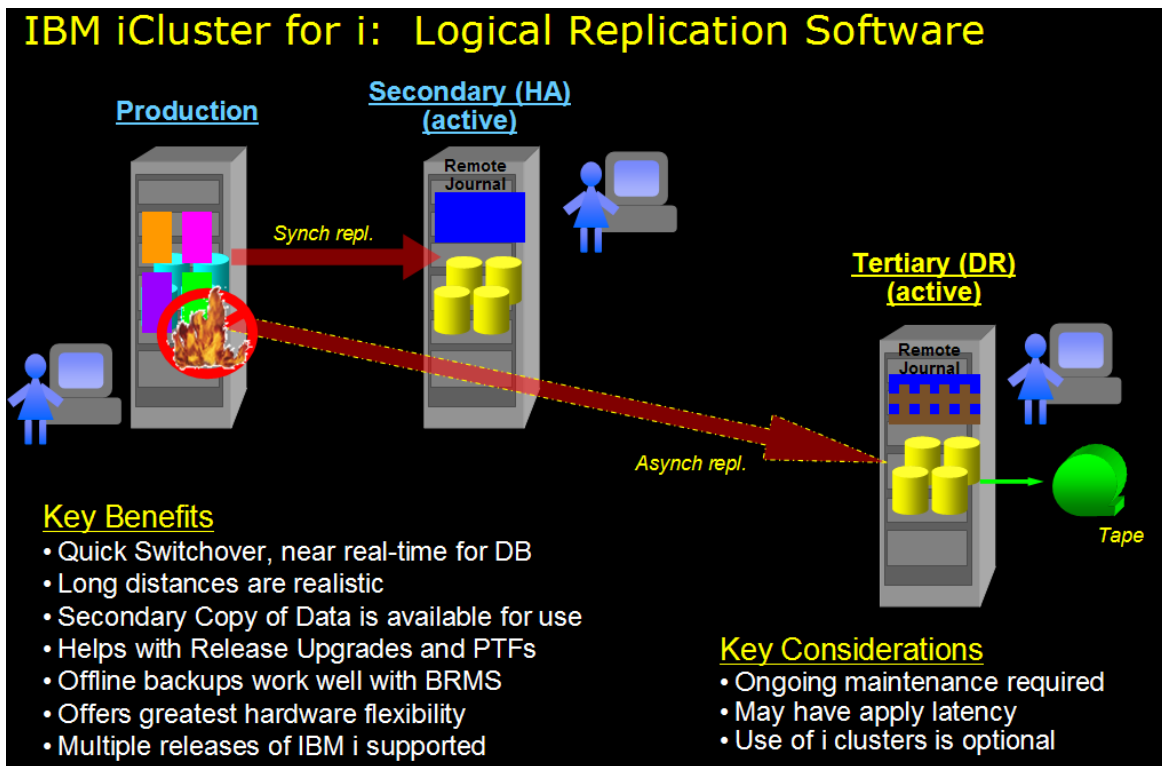 IBM iCluster for i:  Logical Replication Software
Production
Secondary (HA)
(active)
Remote
Journal
Synch repl.
Tertiary (DR)
(active)
Remote
Journal
Asynch repl.
Tape
Key Benefits
• Quick Switchover, near real-time for DB
• Long distances are realistic
• Secondary Copy of Data is available for use
• Helps with Release Upgrades and PTFs
• Offline backups work well with BRMS
• Offers greatest hardware flexibility
• Multiple releases of IBM i supported
Key Considerations
• Ongoing maintenance required
• May have apply latency
• Use of i clusters is optional